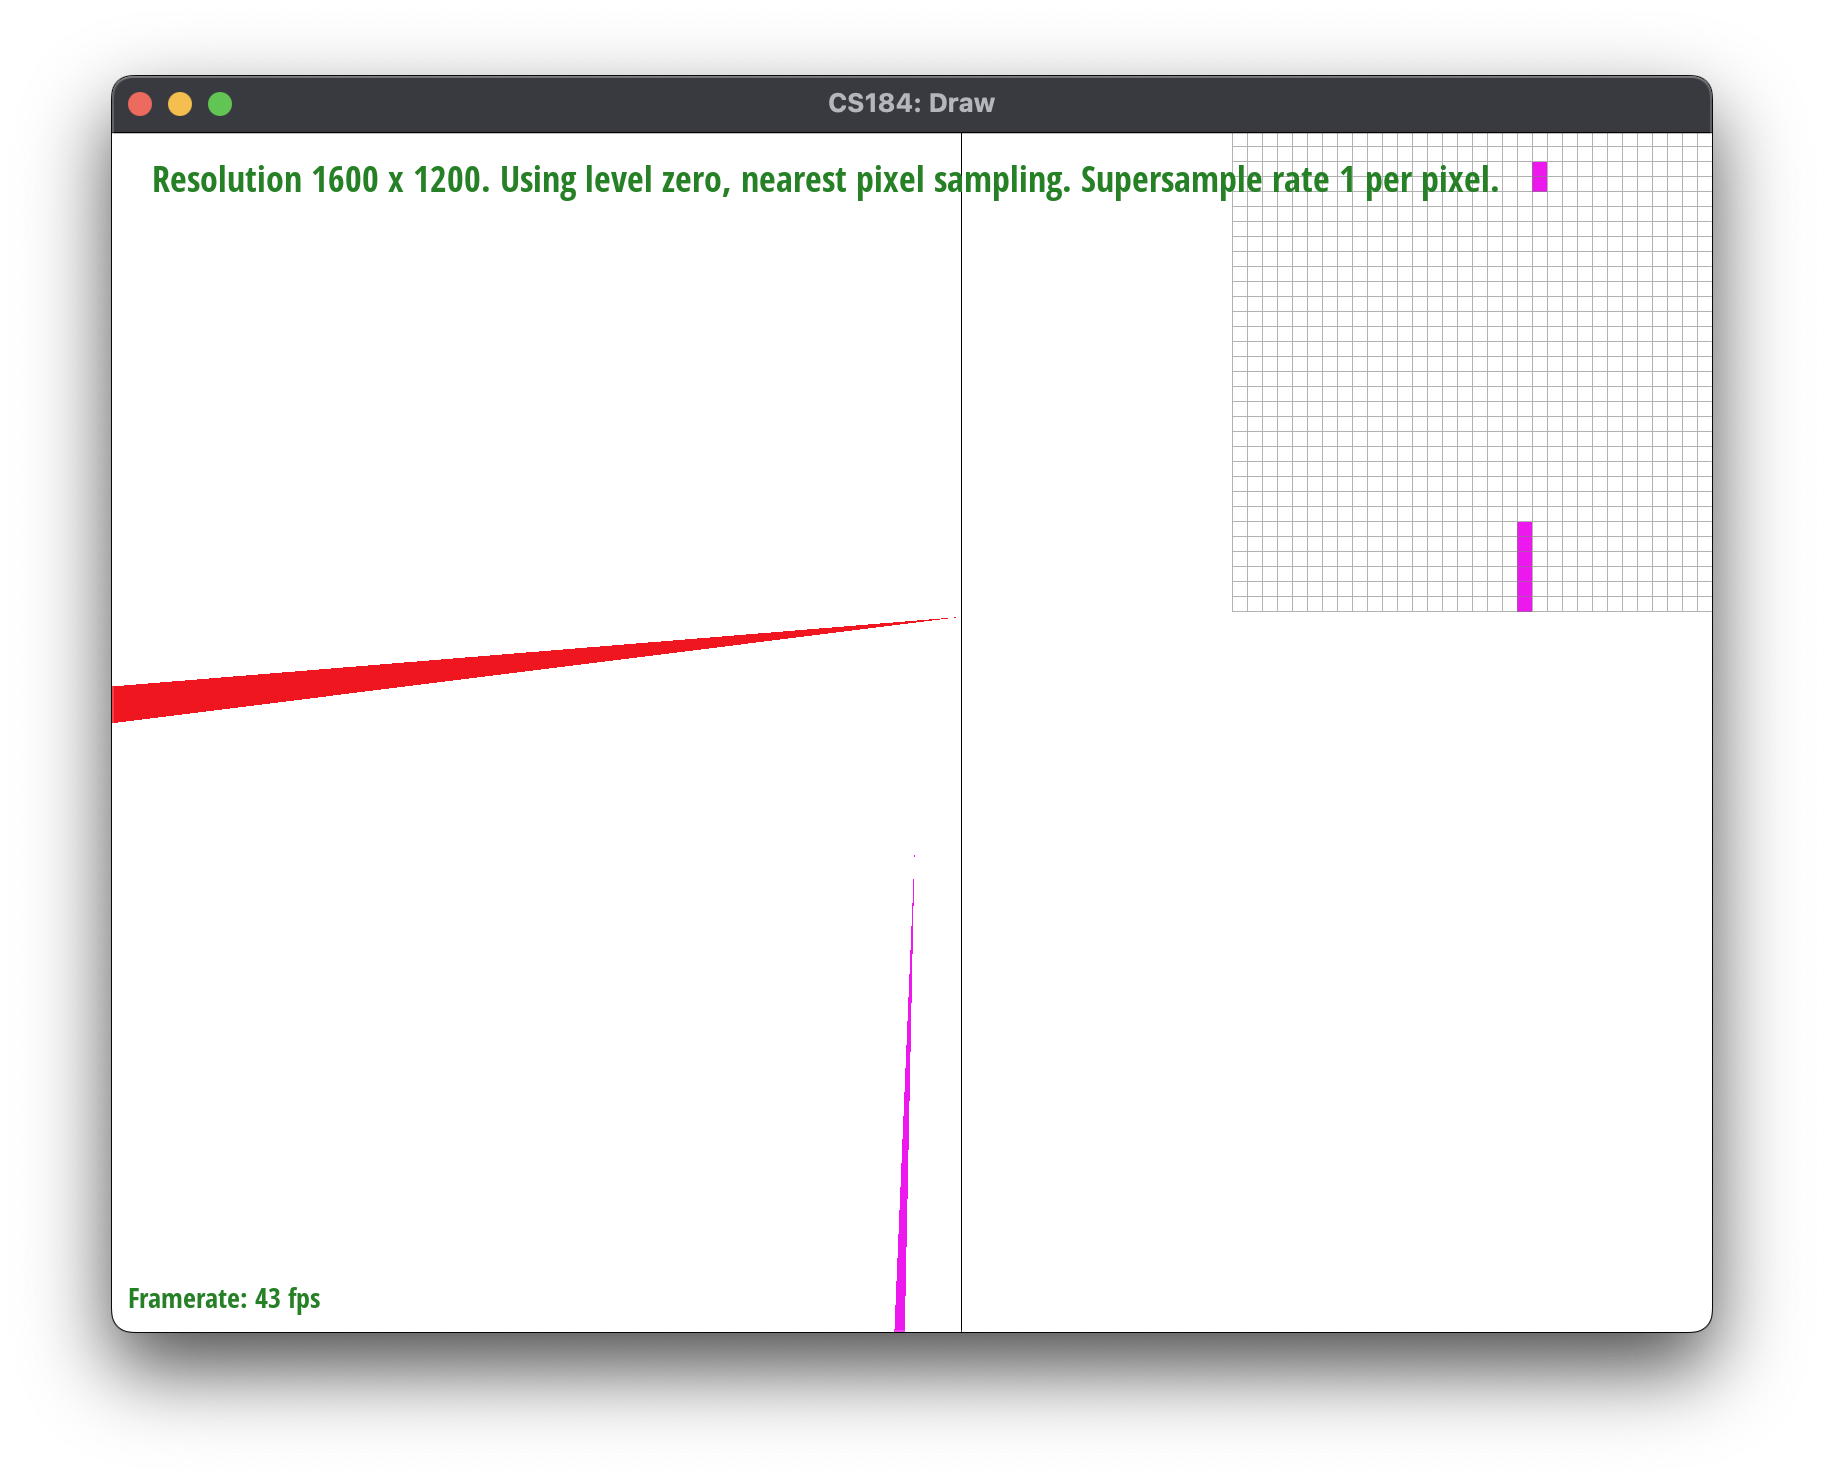 CS184: Draw
Resolution 1600 x 1200. Using level zero, nearest pixel sampling. Supersample rate 1 per pixel.
Framerate: 43 fps